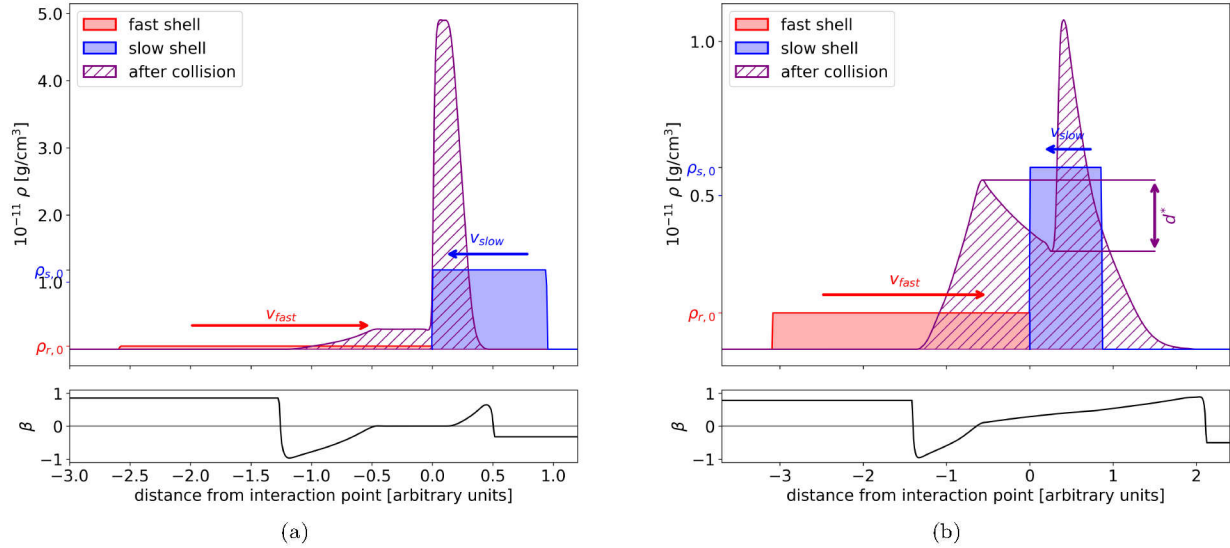 fast shell
slow shell
after collision
10⁻¹¹ ρ [g/cm³]
5.0
4.0
3.0
2.0
1.0
ρs,0
ρr,0
vfast
vslow
β
1
0
−1
−3.0 −2.5 −2.0 −1.5 −1.0 −0.5 0.0 0.5 1.0
distance from interaction point [arbitrary units]
(a)
fast shell
slow shell
after collision
10⁻¹¹ ρ [g/cm³]
1.0
ρs,0
0.5
ρr,0
vfast
vslow
d*
β
1
0
−1
−3 −2 −1 0 1 2
distance from interaction point [arbitrary units]
(b)